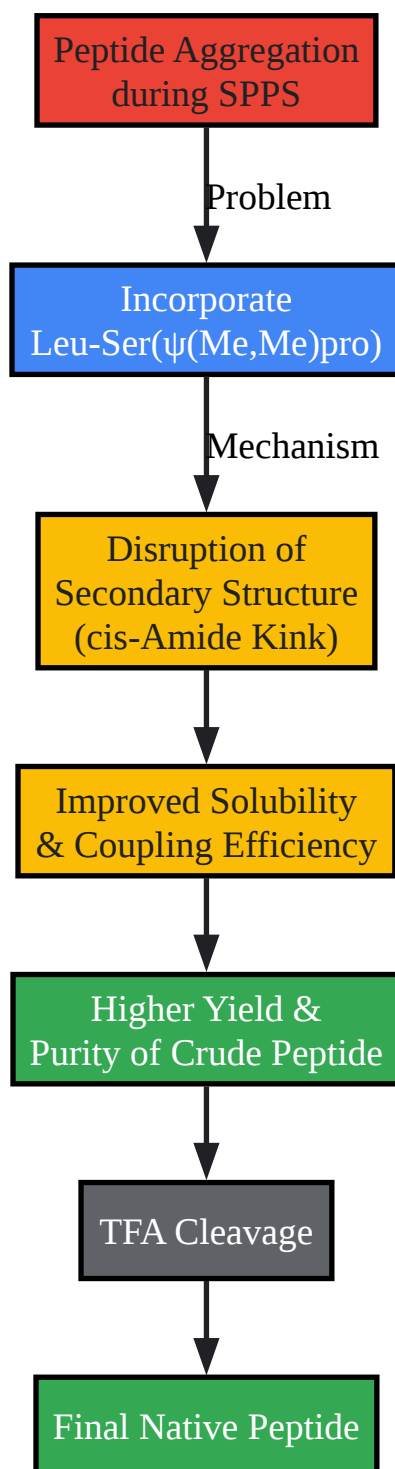 Peptide Aggregation
during SPPS
Problem
Incorporate
Leu-Ser(ψ(Me,Me)pro)
Mechanism
Disruption of
Secondary Structure
(cis-Amide Kink)
Improved Solubility
& Coupling Efficiency
Higher Yield &
Purity of Crude Peptide
TFA Cleavage
Final Native Peptide